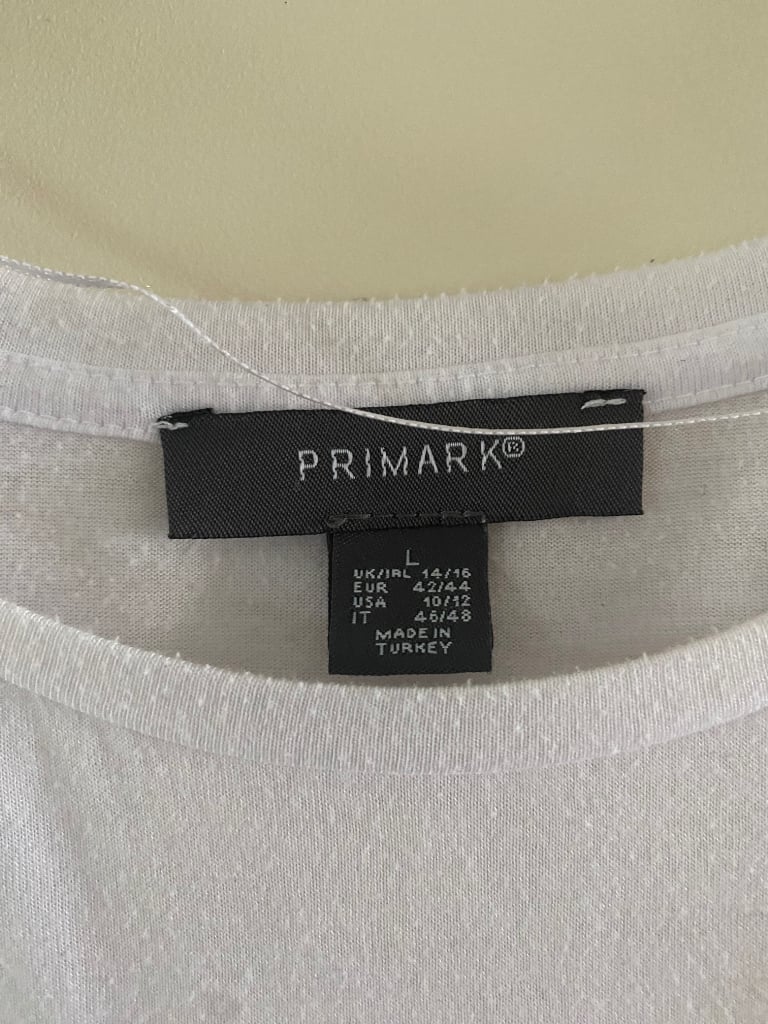 PRIMARK®
L
UK/IRL 14/16
EUR 42/44
USA 10/12
IT 46/48
MADE IN
TURKEY